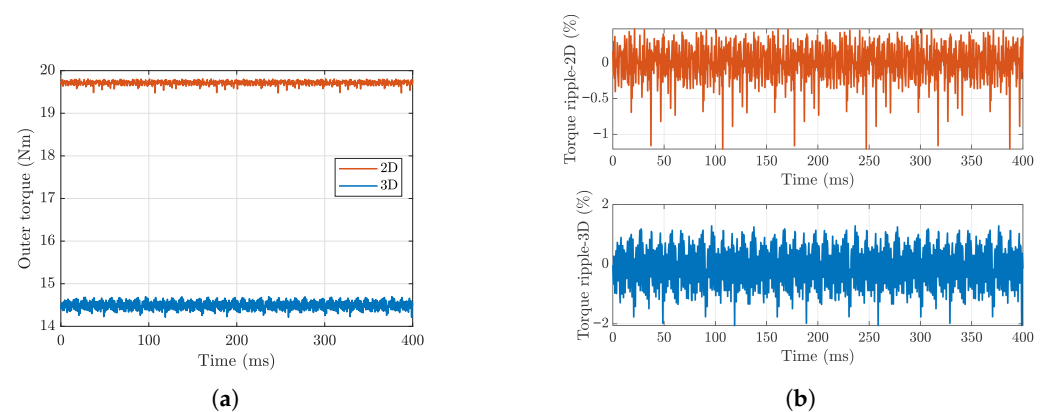 20
19
18
17
16
15
14
Outer torque (Nm)
2D
3D
0 100 200 300 400
Time (ms)
(a)
Torque ripple-2D (%)
0
−0.5
−1
0 50 100 150 200 250 300 350 400
Time (ms)
Torque ripple-3D (%)
2
0
−2
0 50 100 150 200 250 300 350 400
Time (ms)
(b)